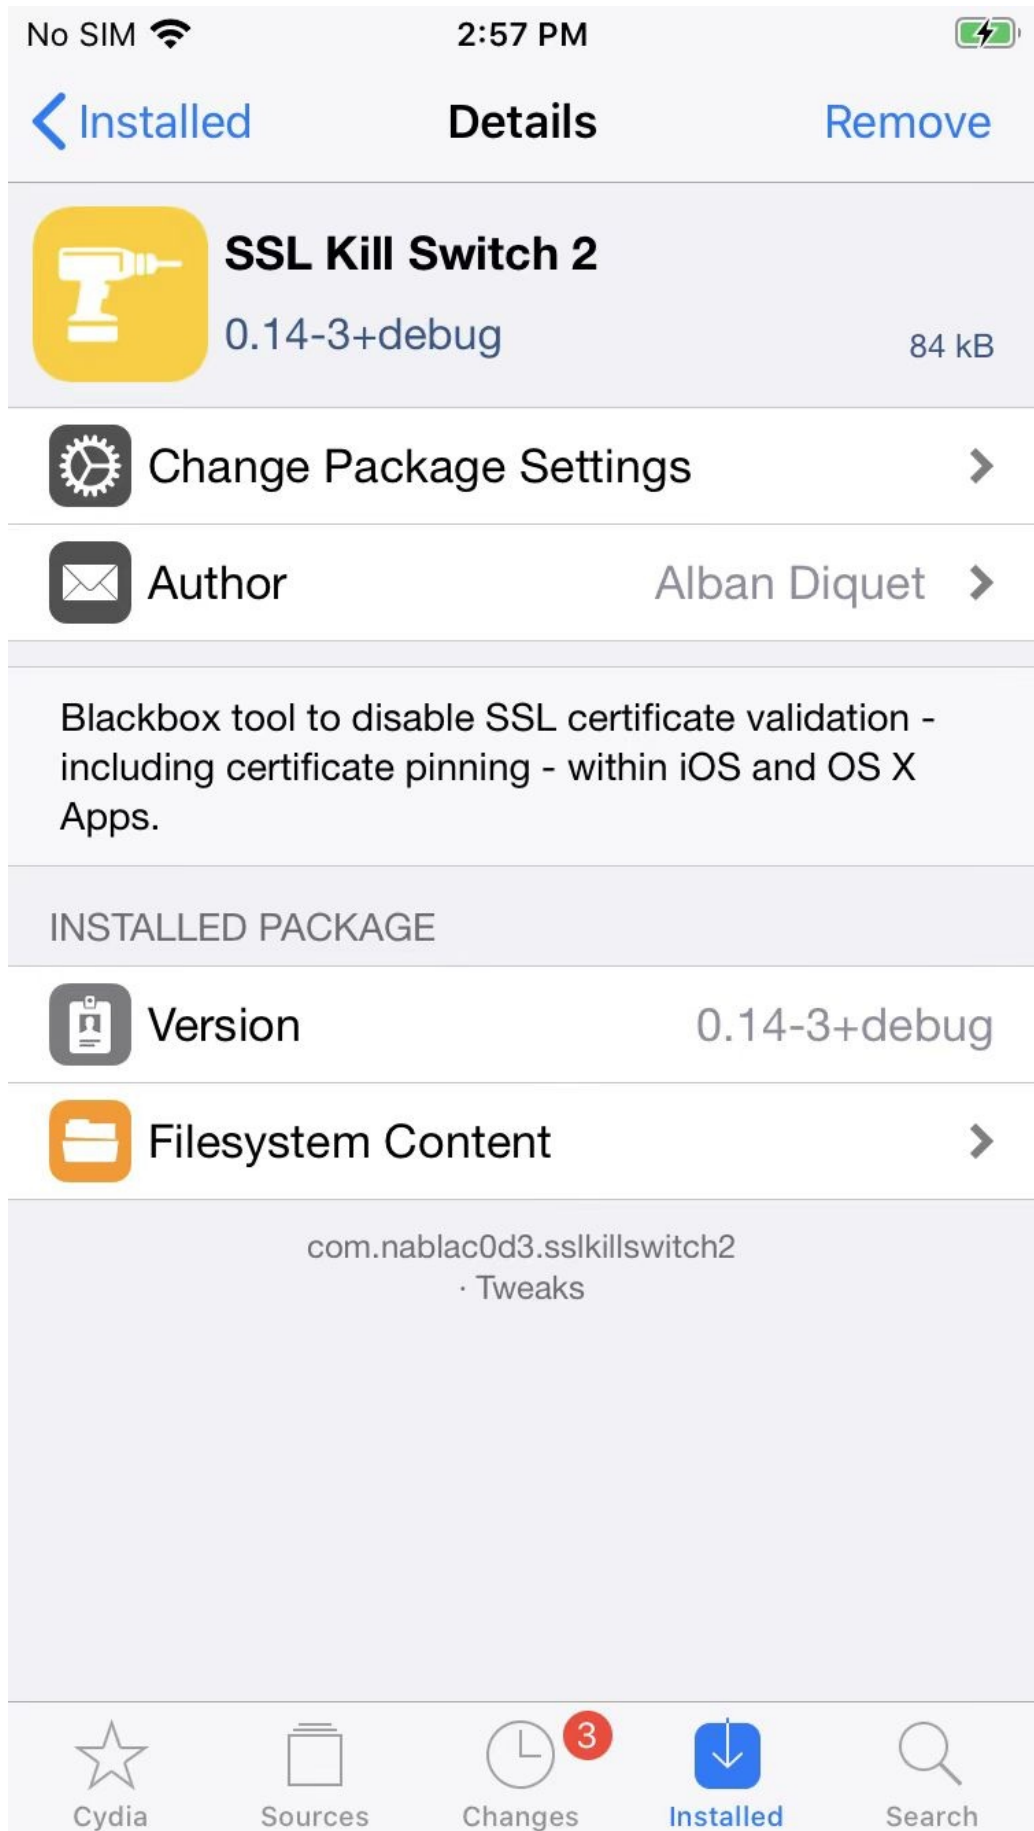 No SIM 2:57 PM
Installed Details Remove
SSL Kill Switch 2
0.14-3+debug 84 kB
Change Package Settings
Author Alban Diquet
Blackbox tool to disable SSL certificate validation -
including certificate pinning - within iOS and OS X
Apps.
INSTALLED PACKAGE
Version 0.14-3+debug
Filesystem Content
com.nablac0d3.sslkillswitch2
· Tweaks
3
Cydia Sources Changes Installed Search